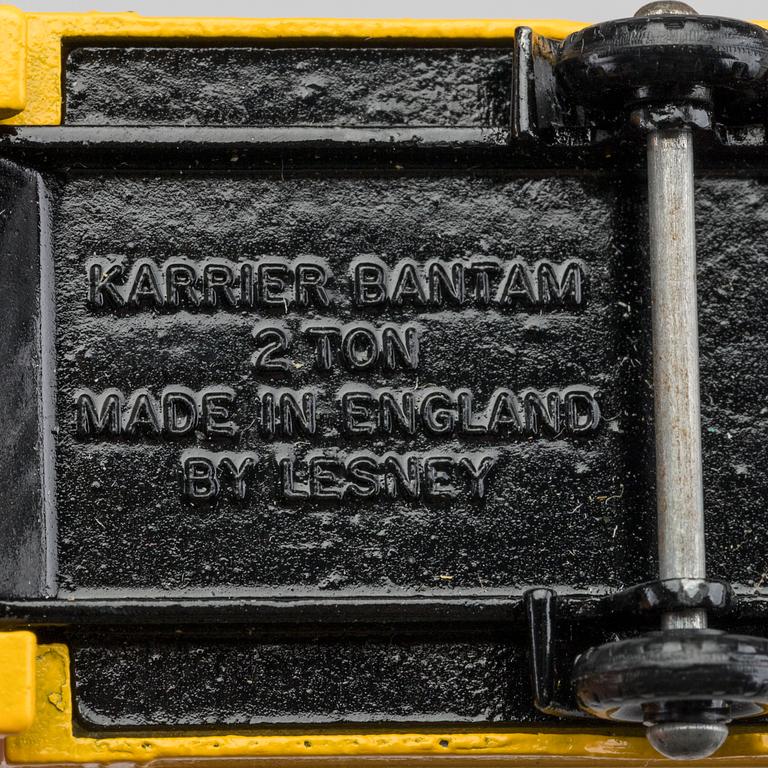 KARRIER BANTAM
2 TON
MADE IN ENGLAND
BY LESNEY